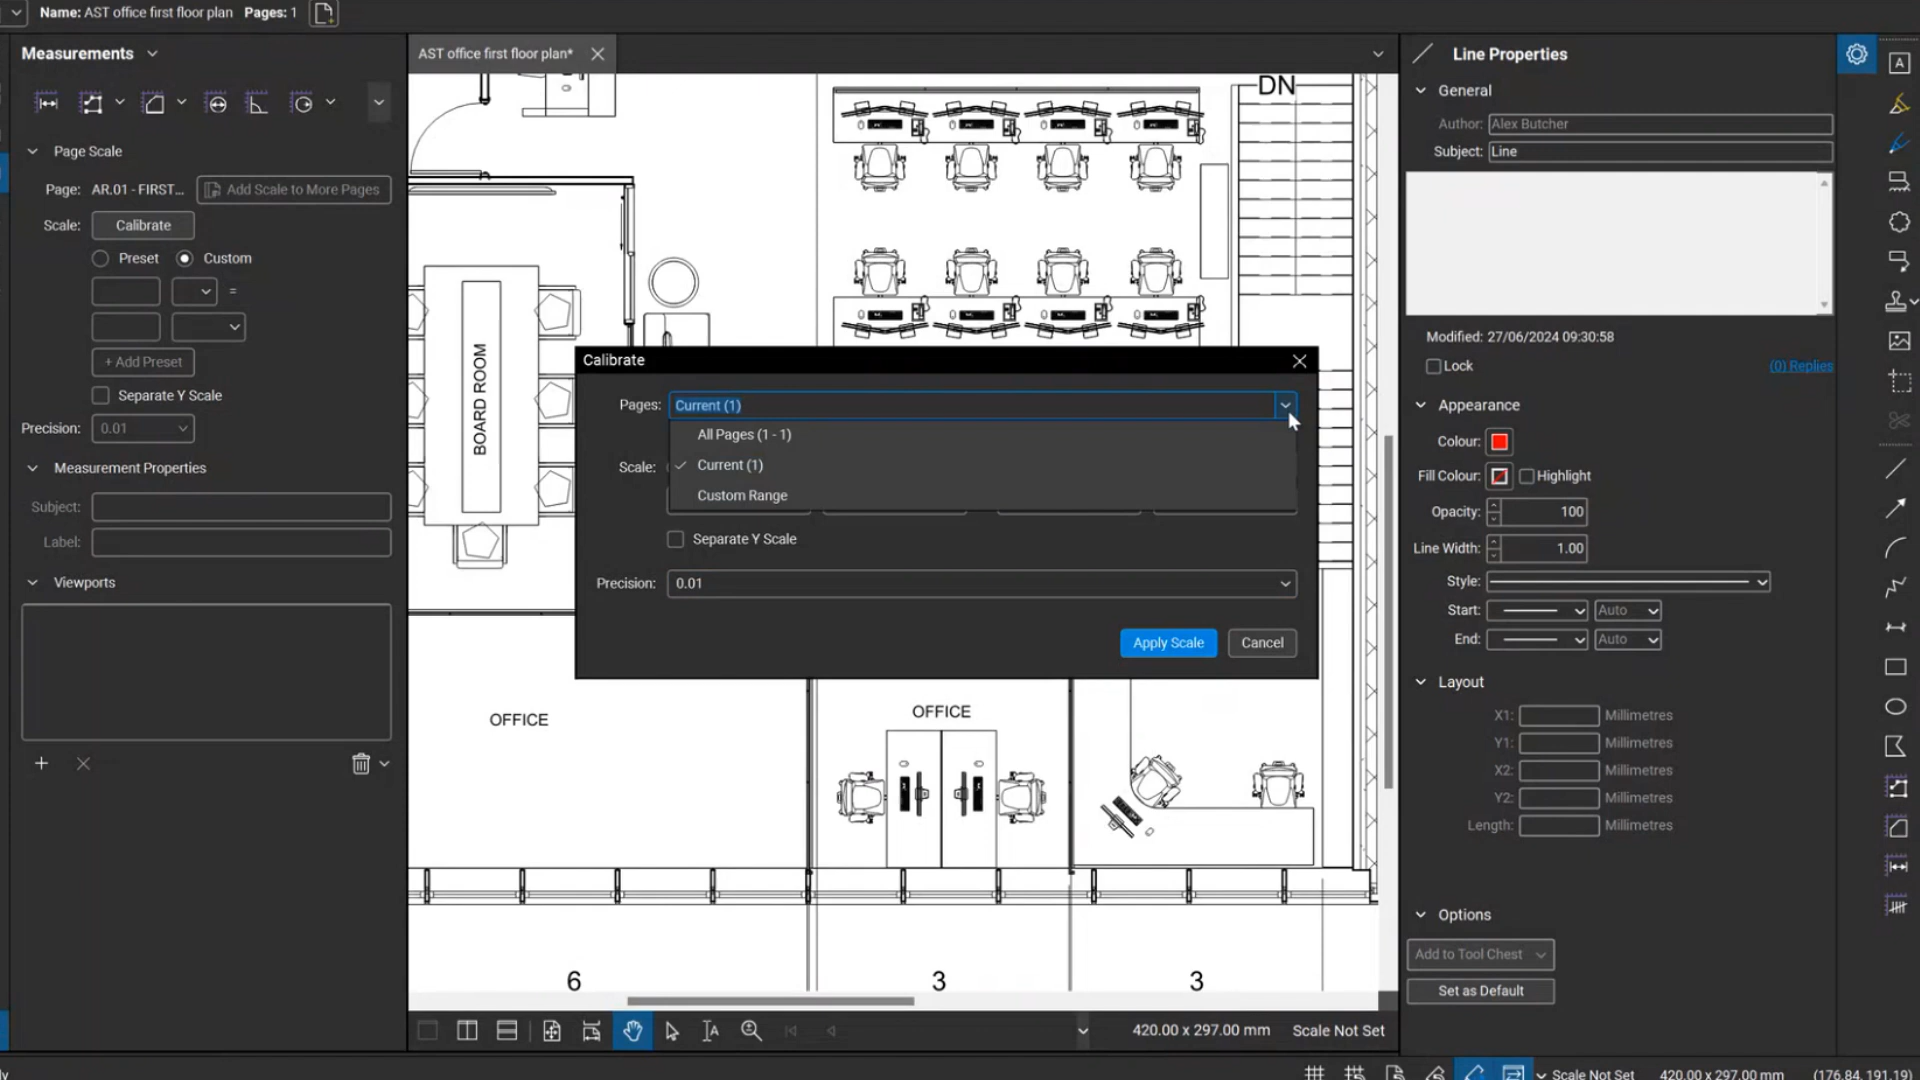 Name: AST office first floor plan Pages: 1
Measurements
Page Scale
Page: AR.01 - FIRST... Add Scale to More Pages
Scale: Calibrate
Preset Custom
=
+ Add Preset
Separate Y Scale
Precision: 0.01
Measurement Properties
Subject:
Label:
Viewports
AST office first floor plan*
DN
BOARD ROOM
Calibrate
Pages: Current (1)
All Pages (1 - 1)
Current (1)
Custom Range
Scale:
Separate Y Scale
Precision: 0.01
Apply Scale Cancel
OFFICE
OFFICE
6 3 3
420.00 x 297.00 mm Scale Not Set
Line Properties
General
Author: Alex Butcher
Subject: Line
Modified: 27/06/2024 09:30:58
Lock (0) Replies
Appearance
Colour:
Fill Colour: Highlight
Opacity: 100
Line Width: 1.00
Style:
Start: Auto
End: Auto
Layout
X1: Millimetres
Y1: Millimetres
X2: Millimetres
Y2: Millimetres
Length: Millimetres
Options
Add to Tool Chest
Set as Default
Scale Not Set 420.00 x 297.00 mm (176.84, 191.19)